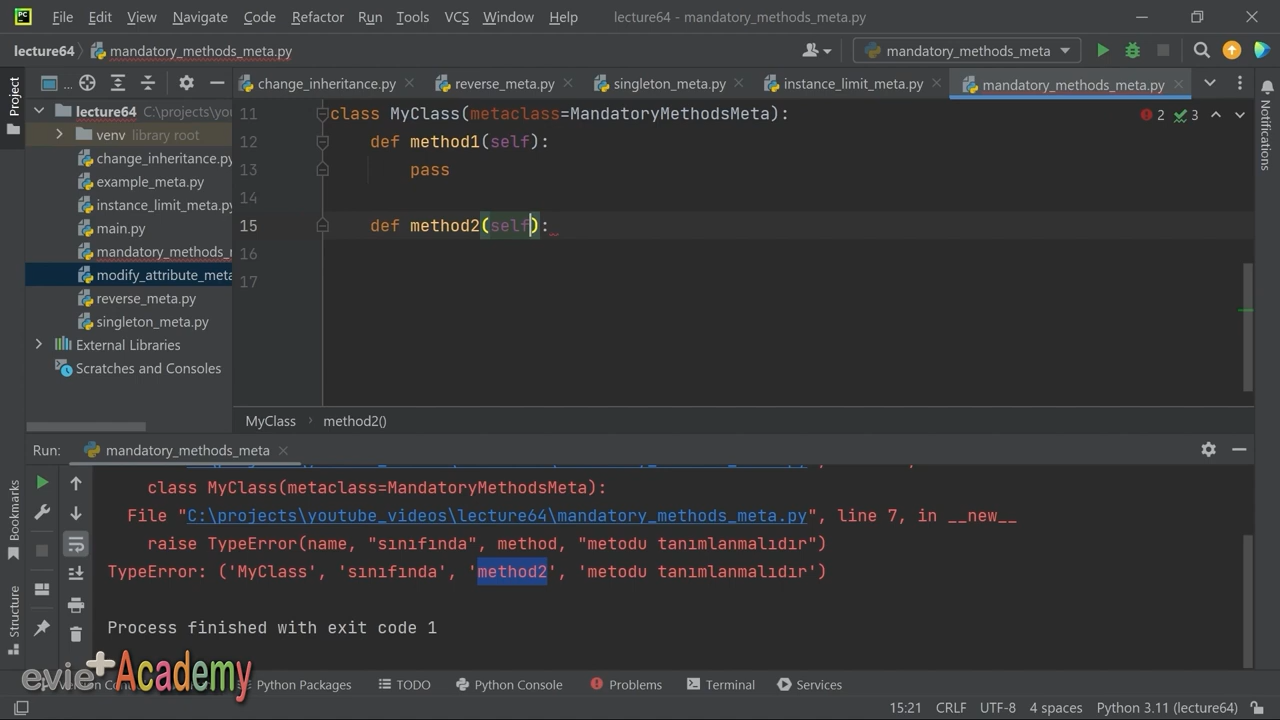 File Edit View Navigate Code Refactor Run Tools VCS Window Help lecture64 - mandatory_methods_meta.py
lecture64 mandatory_methods_meta.py mandatory_methods_meta
Project
change_inheritance.py reverse_meta.py singleton_meta.py instance_limit_meta.py mandatory_methods_meta.py
lecture64 C:\projects\you
venv library root
change_inheritance.py
example_meta.py
instance_limit_meta.py
main.py
mandatory_methods_
modify_attribute_meta
reverse_meta.py
singleton_meta.py
External Libraries
Scratches and Consoles
11 class MyClass(metaclass=MandatoryMethodsMeta):
2 3
12 def method1(self):
13 pass
14
15 def method2(self):
16
17
Notifications
MyClass method2()
Run: mandatory_methods_meta
class MyClass(metaclass=MandatoryMethodsMeta):
File "C:\projects\youtube_videos\lecture64\mandatory_methods_meta.py", line 7, in __new__
raise TypeError(name, "sınıfında", method, "metodu tanımlanmalıdır")
TypeError: ('MyClass', 'sınıfında', 'method2', 'metodu tanımlanmalıdır')
Process finished with exit code 1
Bookmarks
Structure
evie+Academy
Python Packages TODO Python Console Problems Terminal Services
15:21 CRLF UTF-8 4 spaces Python 3.11 (lecture64)